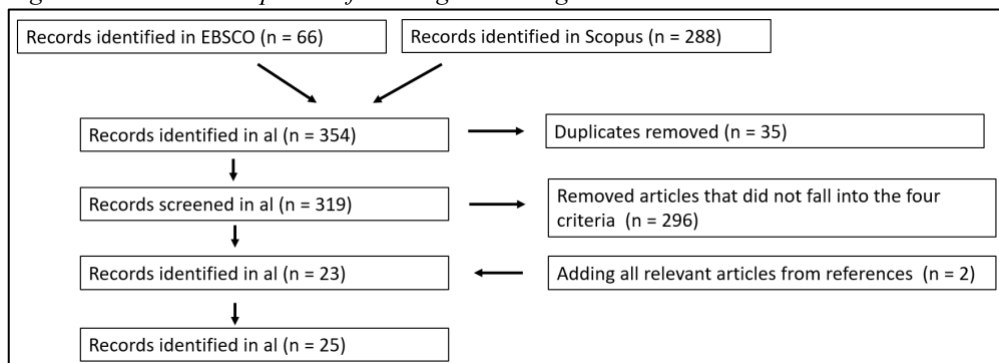 Records identified in EBSCO (n = 66)
Records identified in Scopus (n = 288)
Records identified in al (n = 354)
Duplicates removed (n = 35)
Records screened in al (n = 319)
Removed articles that did not fall into the four
criteria (n = 296)
Records identified in al (n = 23)
Adding all relevant articles from references (n = 2)
Records identified in al (n = 25)